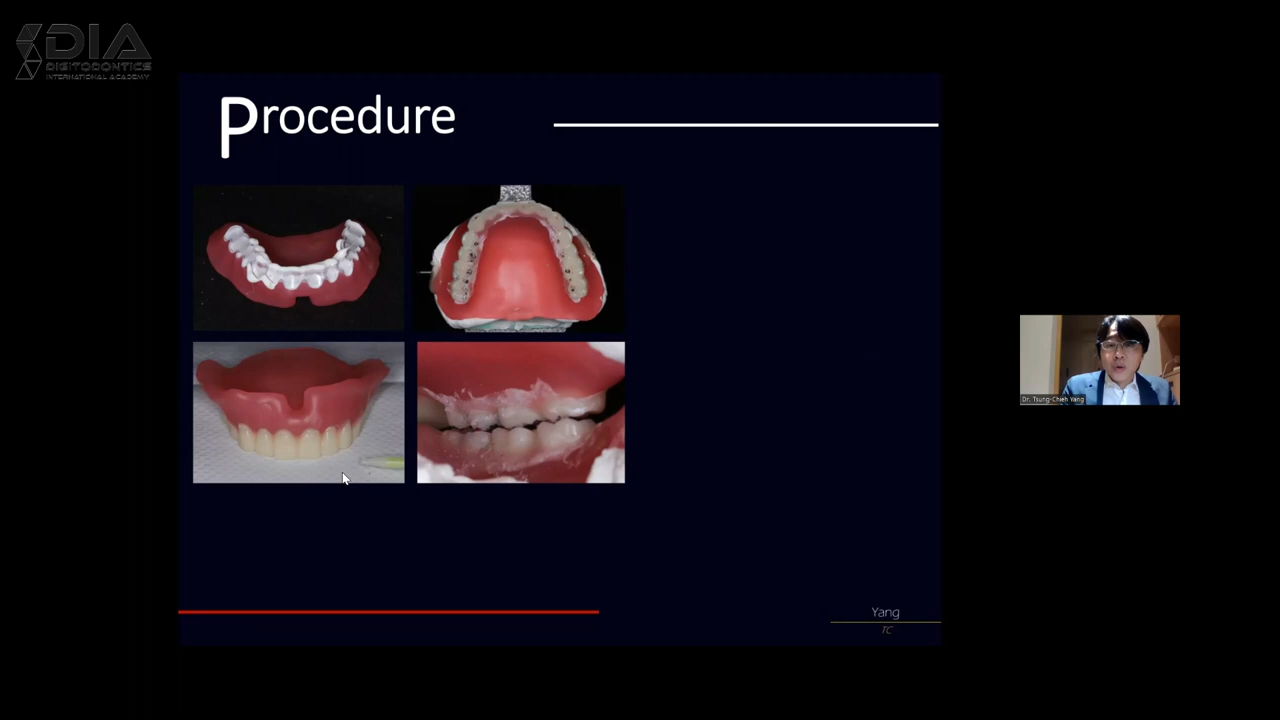 DIA
DIGITODONTICS
INTERNATIONAL ACADEMY
Procedure
Dr. Tsung-Chieh Yang
Yang
TC